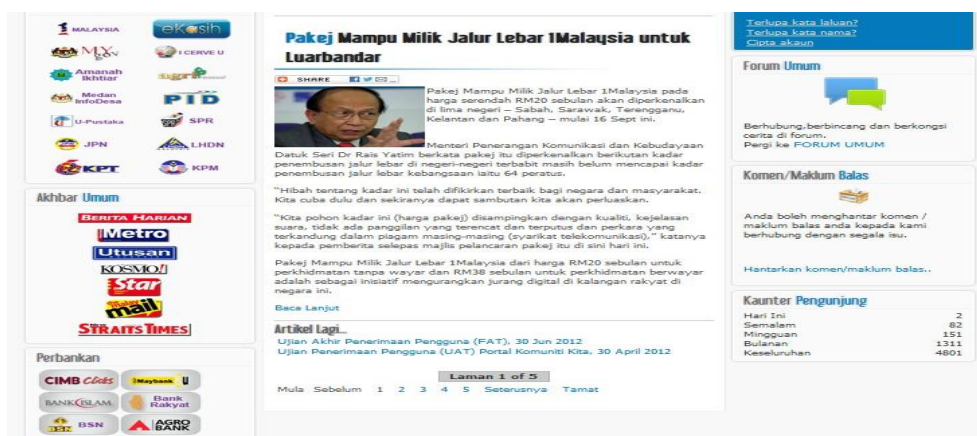 1 MALAYSIA
eKasih
1 CERVE U
Amanah
Ikhtiar
Medan
InfoDesa
PID
U-Pustaka
SPR
JPN
LHDN
KPT
KPM
Akhbar Umum
BERITA HARIAN
Metro
Utusan
KOSMO!
Star
malay
mail
STRAITS TIMES
Perbankan
CIMB Clicks
Maybank
BANK ISLAM
Bank
Rakyat
BSN
AGRO
BANK
Pakej Mampu Milik Jalur Lebar 1Malaysia untuk
Luarbandar
SHARE
Pakej Mampu Milik Jalur Lebar 1Malaysia pada
harga serendah RM20 sebulan akan diperkenalkan
di lima negeri – Sabah, Sarawak, Terengganu,
Kelantan dan Pahang – mulai 16 Sept ini.
Menteri Penerangan Komunikasi dan Kebudayaan
Datuk Seri Dr Rais Yatim berkata pakej itu diperkenalkan berikutan kadar
penembusan jalur lebar di negeri-negeri terbabit masih belum mencapai kadar
penembusan jalur lebar kebangsaan iaitu 64 peratus.
"Hibah tentang kadar ini telah difikirkan terbaik bagi negara dan masyarakat.
Kita cuba dulu dan sekiranya dapat sambutan kita akan perluaskan.
"Kita pohon kadar ini (harga pakej) disampingkan dengan kualiti, kejelasan
suara, tidak ada panggilan yang terencat dan terputus dan perkara yang
terkandung dalam piagam masing-masing (syarikat telekomunikasi)," katanya
kepada pemberita selepas majlis pelancaran pakej itu di sini hari ini.
Pakej Mampu Milik Jalur Lebar 1Malaysia dari harga RM20 sebulan untuk
perkhidmatan tanpa wayar dan RM38 sebulan untuk perkhidmatan berwayar
adalah sebagai inisiatif mengurangkan jurang digital di kalangan rakyat di
negara ini.
Baca Lanjut
Artikel Lagi...
Ujian Akhir Penerimaan Pengguna (FAT), 30 Jun 2012
Ujian Penerimaan Pengguna (UAT) Portal Komuniti Kita, 30 April 2012
Laman 1 of 5
Mula Sebelum 1 2 3 4 5 Seterusnya Tamat
Terlupa kata laluan?
Terlupa kata nama?
Cipta akaun
Forum Umum
Berhubung,berbincang dan berkongsi
cerita di forum.
Pergi ke FORUM UMUM
Komen/Maklum Balas
Anda boleh menghantar komen /
maklum balas anda kepada kami
berhubung dengan segala isu.
Hantarkan komen/maklum balas..
Kaunter Pengunjung
Hari Ini 2
Semalam 82
Mingguan 151
Bulanan 1311
Keseluruhan 4801